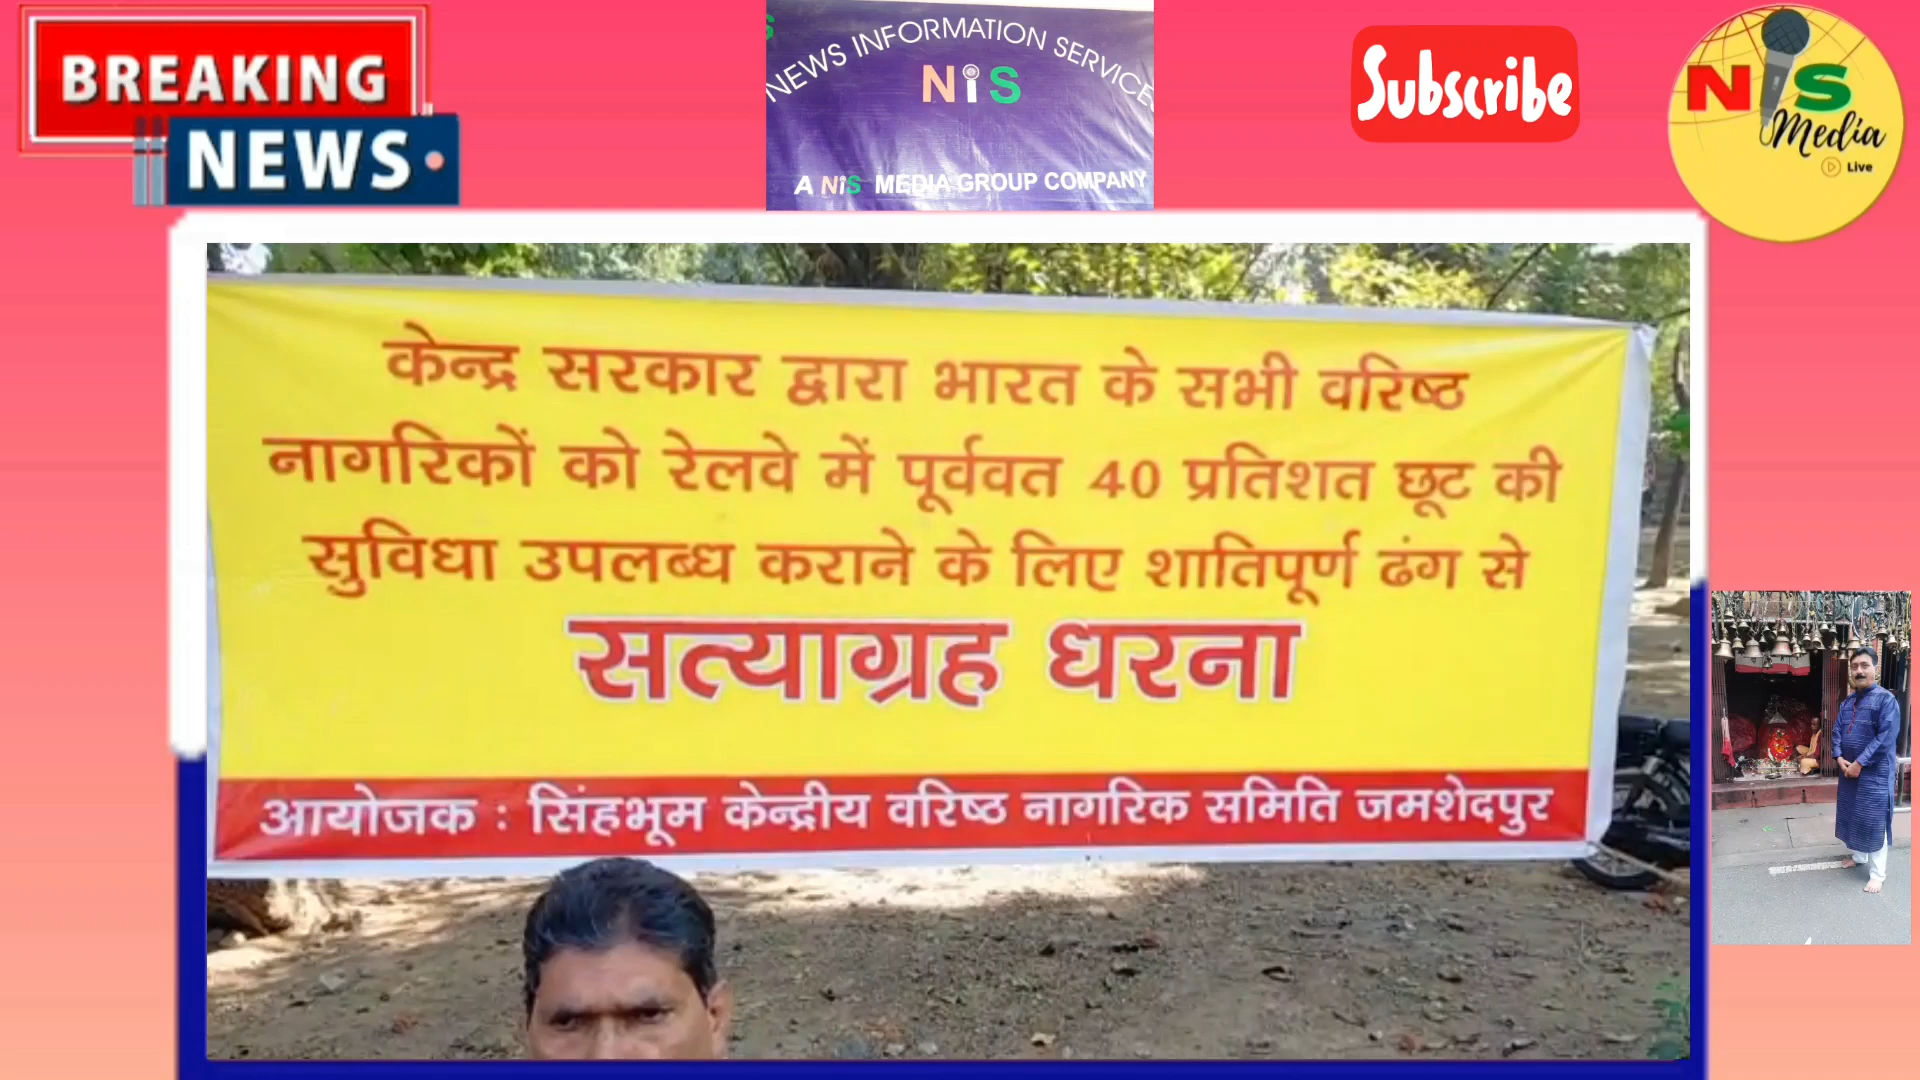 BREAKING
NEWS
NEWS INFORMATION SERVICES
NiS
A NiS MEDIA GROUP COMPANY
Subscribe
NiS
Media
Live
केन्द्र सरकार द्वारा भारत के सभी वरिष्ठ
नागरिकों को रेलवे में पूर्ववत 40 प्रतिशत छूट की
सुविधा उपलब्ध कराने के लिए शातिपूर्ण ढंग से
सत्याग्रह धरना
आयोजक : सिंहभूम केन्द्रीय वरिष्ठ नागरिक समिति जमशेदपुर